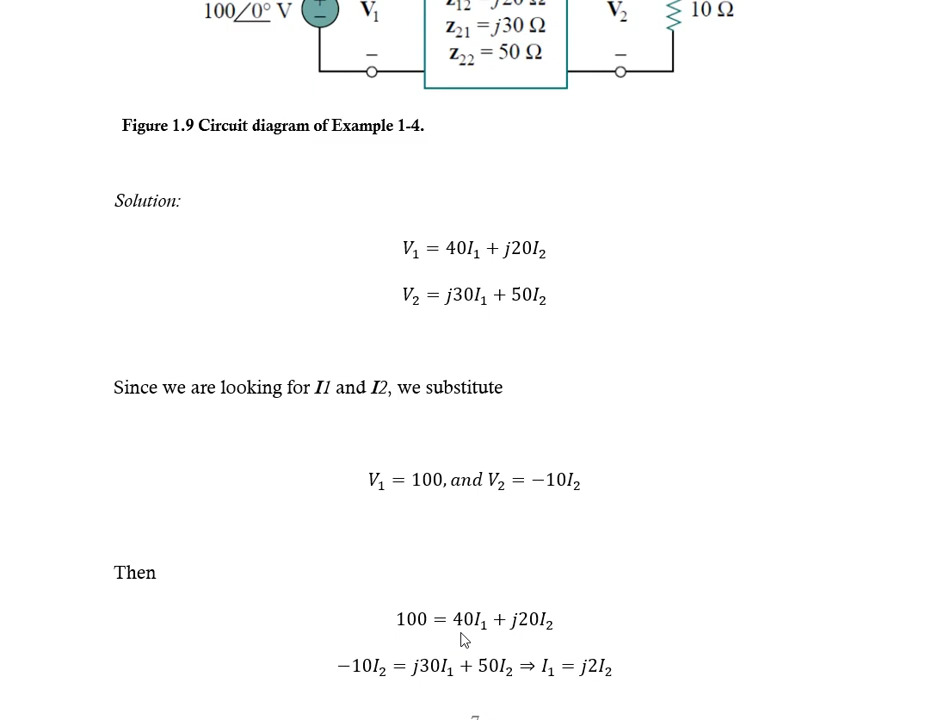 100∠0° V
V₁
z₁₂ = j20 Ω
V₂
10 Ω
z₂₁ = j30 Ω
z₂₂ = 50 Ω
Figure 1.9 Circuit diagram of Example 1-4.
Solution:
V₁ = 40I₁ + j20I₂
V₂ = j30I₁ + 50I₂
Since we are looking for I1 and I2, we substitute
V₁ = 100, and V₂ = −10I₂
Then
100 = 40I₁ + j20I₂
−10I₂ = j30I₁ + 50I₂ ⇒ I₁ = j2I₂